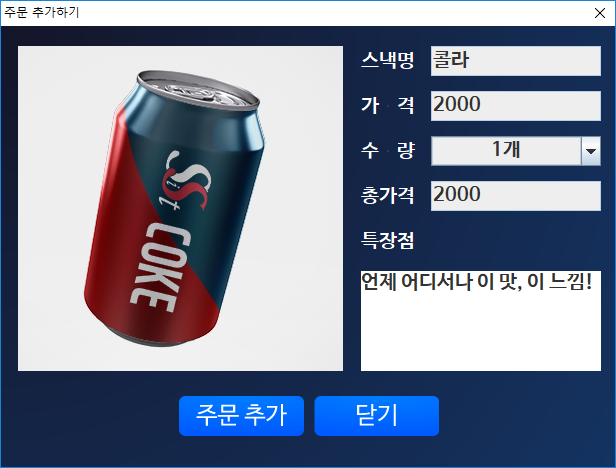 주문 추가하기
스낵명 콜라
가 격 2000
수 량 1개
총가격 2000
특장점
언제 어디서나 이 맛, 이 느낌!
COKE
주문 추가 닫기